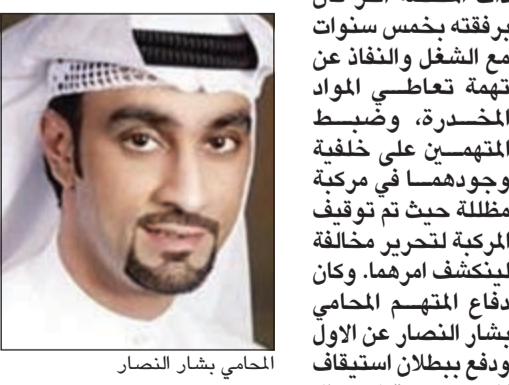 برفقته بخمس سنوات
مع الشغل والنفاذ عن
تهمة تعاطي المواد
المخدرة، وضبط
المتهمين على خلفية
وجودهما في مركبة
مظللة حيث تم توقيف
المركبة لتحرير مخالفة
لينكشف امرهما. وكان
دفاع المتهم المحامي
بشار النصار عن الاول
ودفع ببطلان استيقاف
المحامي بشار النصار